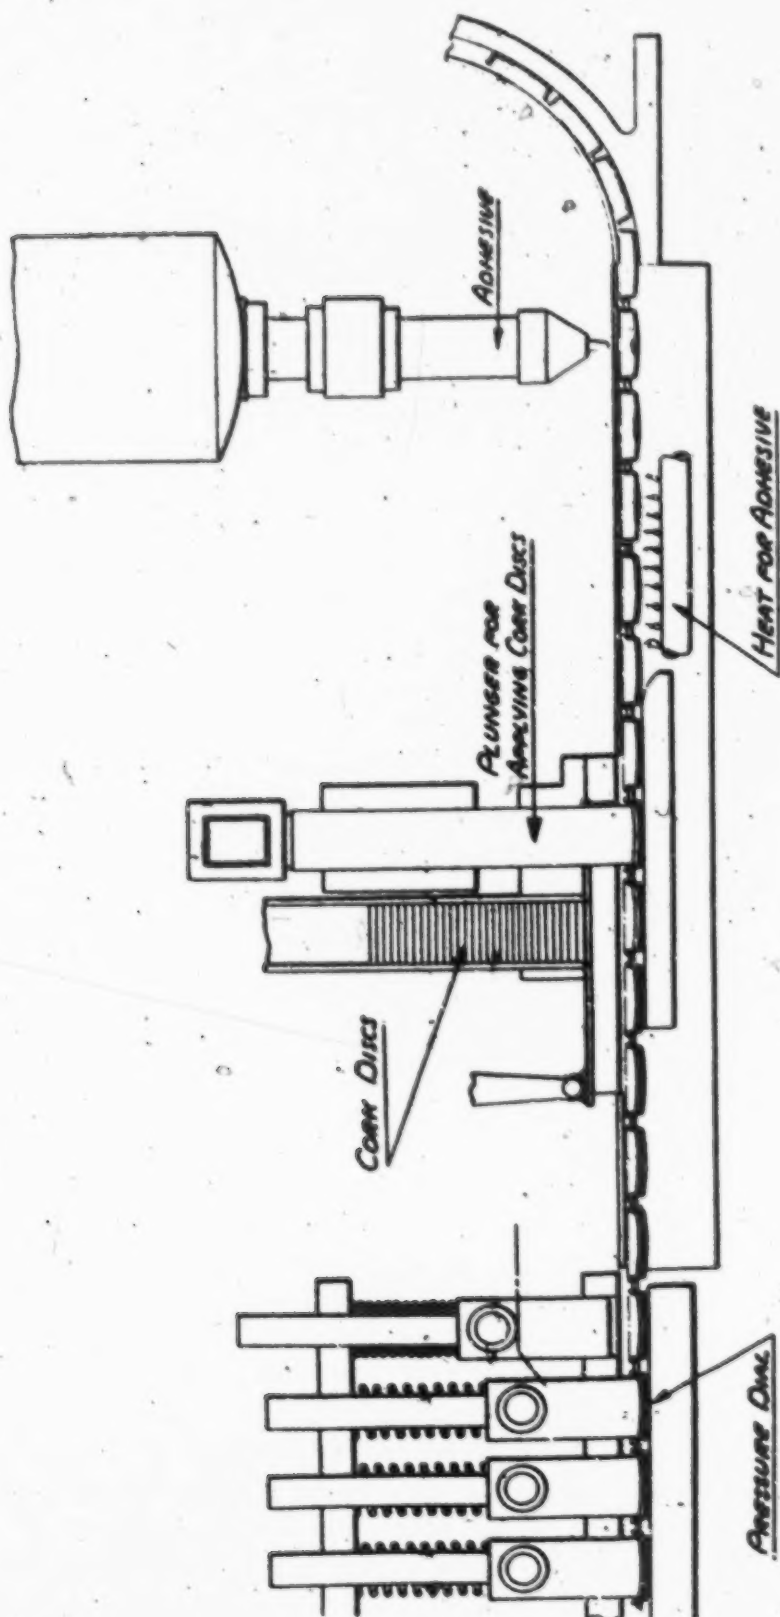 ADHESIVE
HEAT FOR ADHESIVE
PLUNGER FOR
APPLYING CORK DISCS
CORK DISCS
PRESSURE DIAL